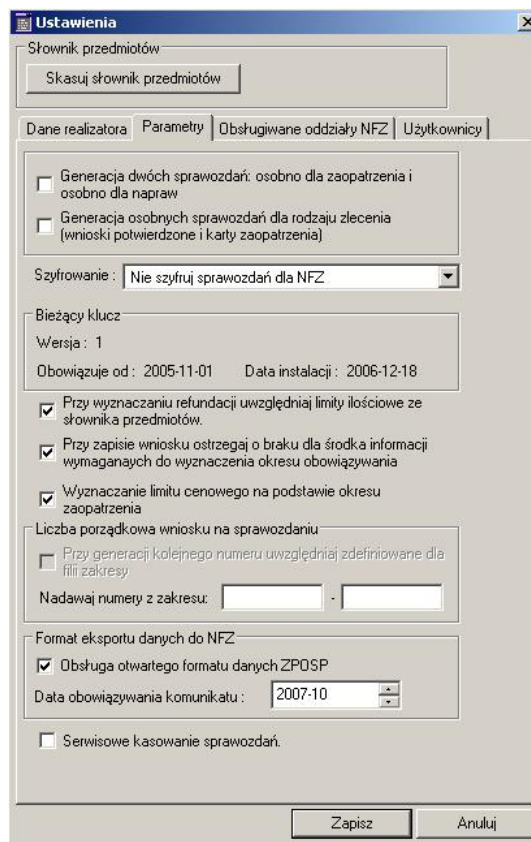 Ustawienia
Słownik przedmiotów
Skasuj słownik przedmiotów
Dane realizatora
Parametry
Obsługiwane oddziały NFZ
Użytkownicy
Generacja dwóch sprawozdań: osobno dla zaopatrzenia i
osobno dla napraw
Generacja osobnych sprawozdań dla rodzaju zlecenia
(wnioski potwierdzone i karty zaopatrzenia)
Szyfrowanie :
Nie szyfruj sprawozdań dla NFZ
Bieżący klucz
Wersja : 1
Obowiązuje od : 2005-11-01 Data instalacji : 2006-12-18
Przy wyznaczaniu refundacji uwzględniaj limity ilościowe ze
słownika przedmiotów.
Przy zapisie wniosku ostrzegaj o braku dla środka informacji
wymaganych do wyznaczenia okresu obowiązywania
Wyznaczanie limitu cenowego na podstawie okresu
zaopatrzenia
Liczba porządkowa wniosku na sprawozdaniu
Przy generacji kolejnego numeru uwzględniaj zdefiniowane dla
filii zakresy
Nadawaj numery z zakresu: -
Format eksportu danych do NFZ
Obsługa otwartego formatu danych ZPOSP
Data obowiązywania komunikatu : 2007-10
Serwisowe kasowanie sprawozdań.
Zapisz
Anuluj